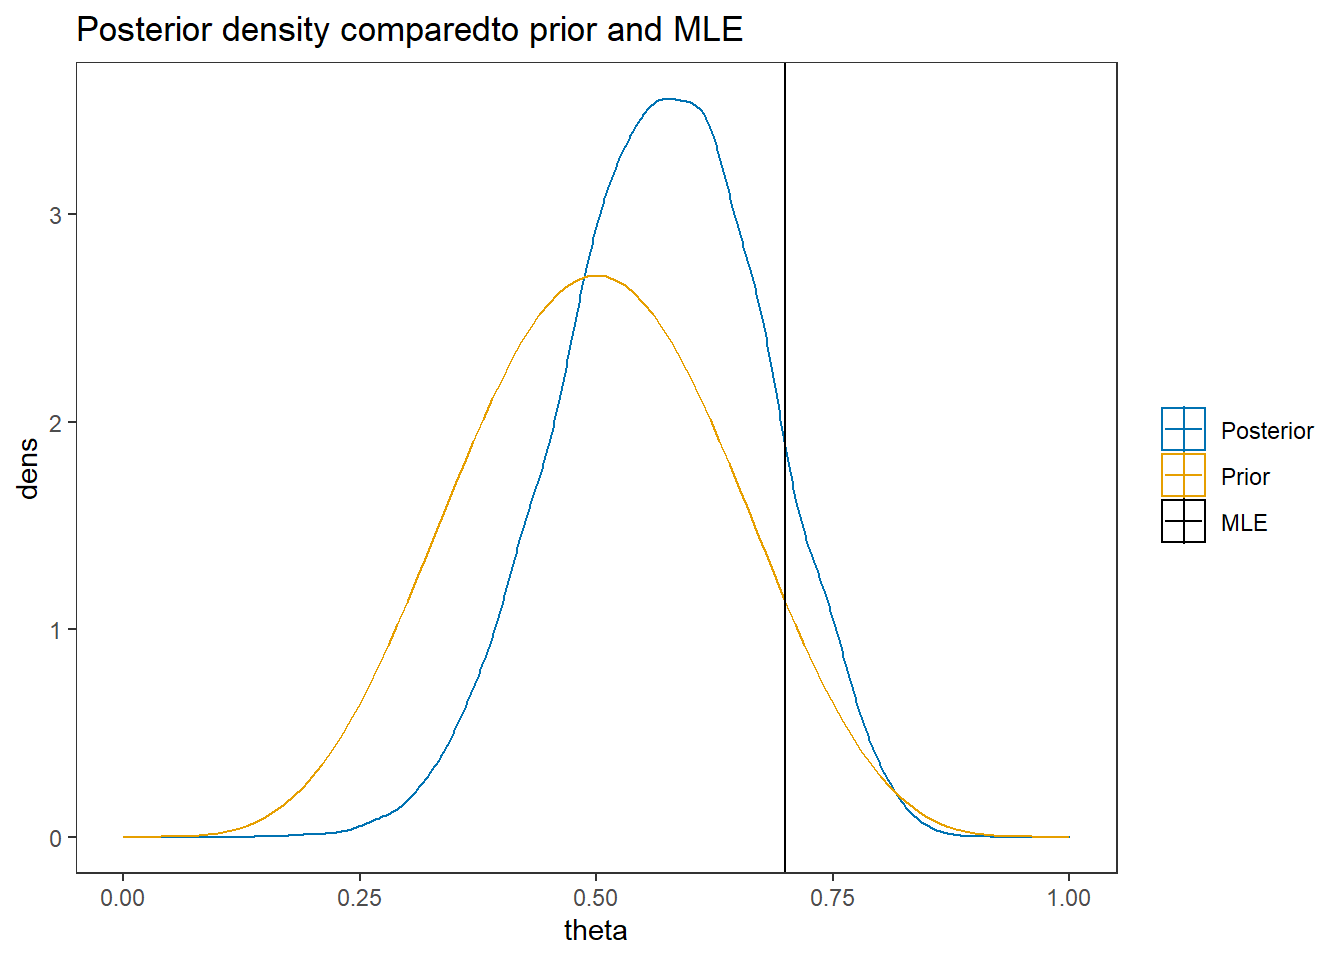 Posterior density comparedto prior and MLE
dens
3
2
1
0
0.00
0.25
0.50
0.75
1.00
theta
Posterior
Prior
MLE